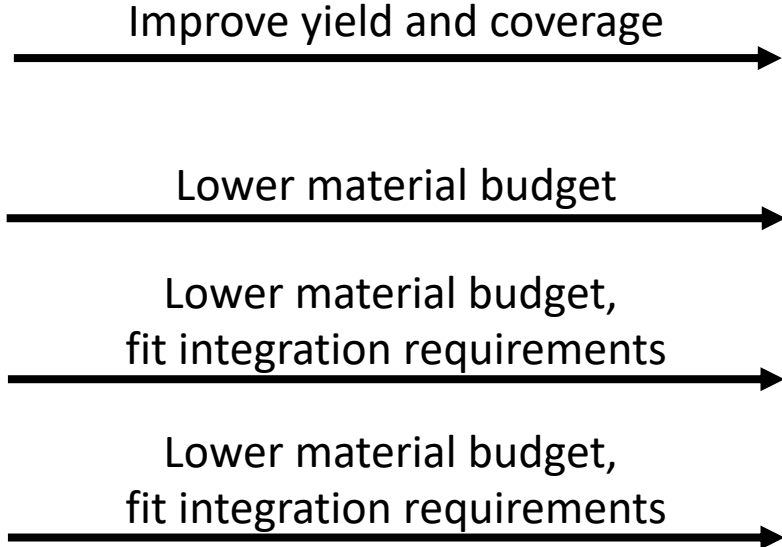 Improve yield and coverage
Lower material budget
Lower material budget,
fit integration requirements
Lower material budget,
fit integration requirements